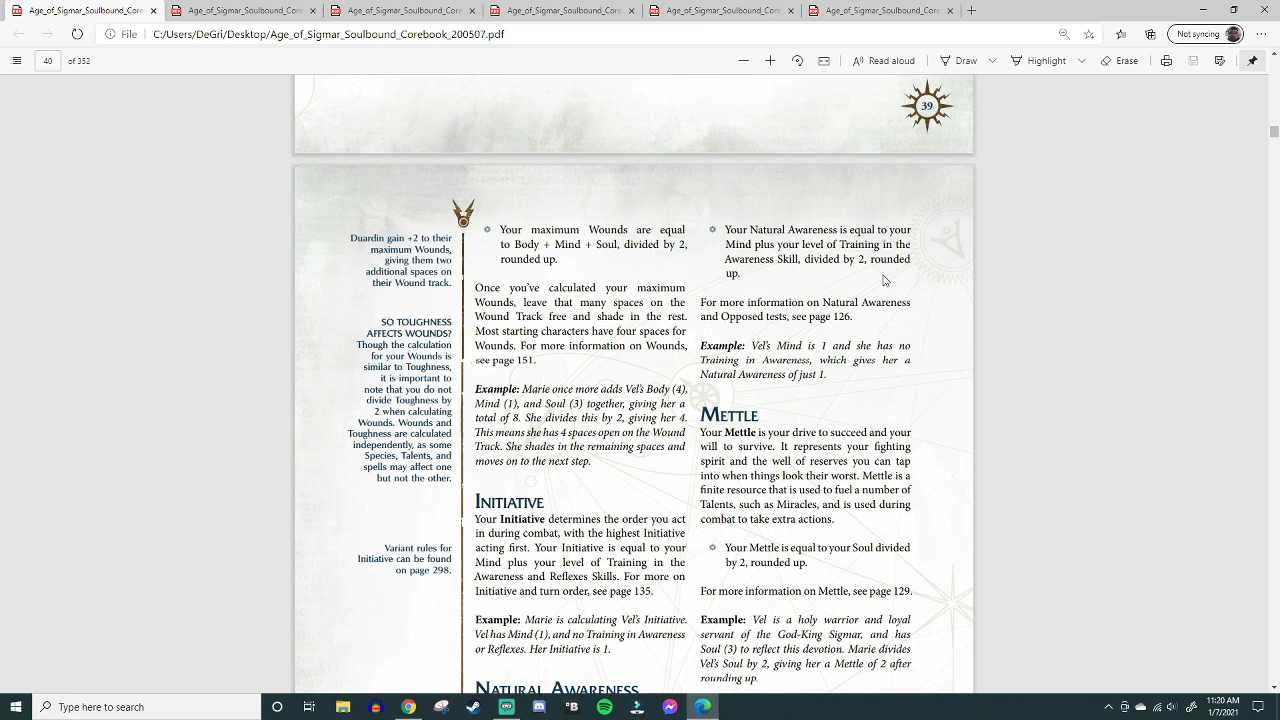 Age_of_Sigmar_Soulbound_Core
Age_of_Sigmar_Soulbound_Core
Age_of_Sigmar_Soulbound_Core
Age_of_Sigmar_Soulbound_Core
Age_of_Sigmar_Soulbound_Core
Age_of_Sigmar_Soulbound_Core
File
C:/Users/DeGri/Desktop/Age_of_Sigmar_Soulbound_Corebook_200507.pdf
Not syncing
40 of 352
Read aloud
Draw
Highlight
Erase
39
Duardin gain +2 to their
maximum Wounds,
giving them two
additional spaces on
their Wound track.
SO TOUGHNESS
AFFECTS WOUNDS?
Though the calculation
for your Wounds is
similar to Toughness,
it is important to
note that you do not
divide Toughness by
2 when calculating
Wounds. Wounds and
Toughness are calculated
independently, as some
Species, Talents, and
spells may affect one
but not the other.
Variant rules for
Initiative can be found
on page 298.
Your maximum Wounds are equal
to Body + Mind + Soul, divided by 2,
rounded up.
Once you've calculated your maximum
Wounds, leave that many spaces on the
Wound Track free and shade in the rest.
Most starting characters have four spaces for
Wounds. For more information on Wounds,
see page 151.
Example: Marie once more adds Vel's Body (4),
Mind (1), and Soul (3) together, giving her a
total of 8. She divides this by 2, giving her 4.
This means she has 4 spaces open on the Wound
Track. She shades in the remaining spaces and
moves on to the next step.
INITIATIVE
Your Initiative determines the order you act
in during combat, with the highest Initiative
acting first. Your Initiative is equal to your
Mind plus your level of Training in the
Awareness and Reflexes Skills. For more on
Initiative and turn order, see page 135.
Example: Marie is calculating Vel's Initiative.
Vel has Mind (1), and no Training in Awareness
or Reflexes. Her Initiative is 1.
NATURAL AWARENESS
Your Natural Awareness is equal to your
Mind plus your level of Training in the
Awareness Skill, divided by 2, rounded
up.
For more information on Natural Awareness
and Opposed tests, see page 126.
Example: Vel's Mind is 1 and she has no
Training in Awareness, which gives her a
Natural Awareness of just 1.
METTLE
Your Mettle is your drive to succeed and your
will to survive. It represents your fighting
spirit and the well of reserves you can tap
into when things look their worst. Mettle is a
finite resource that is used to fuel a number of
Talents, such as Miracles, and is used during
combat to take extra actions.
Your Mettle is equal to your Soul divided
by 2, rounded up.
For more information on Mettle, see page 129.
Example: Vel is a holy warrior and loyal
servant of the God-King Sigmar, and has
Soul (3) to reflect this devotion. Marie divides
Vel's Soul by 2, giving her a Mettle of 2 after
rounding up.
Type here to search
11:20 AM
1/7/2021